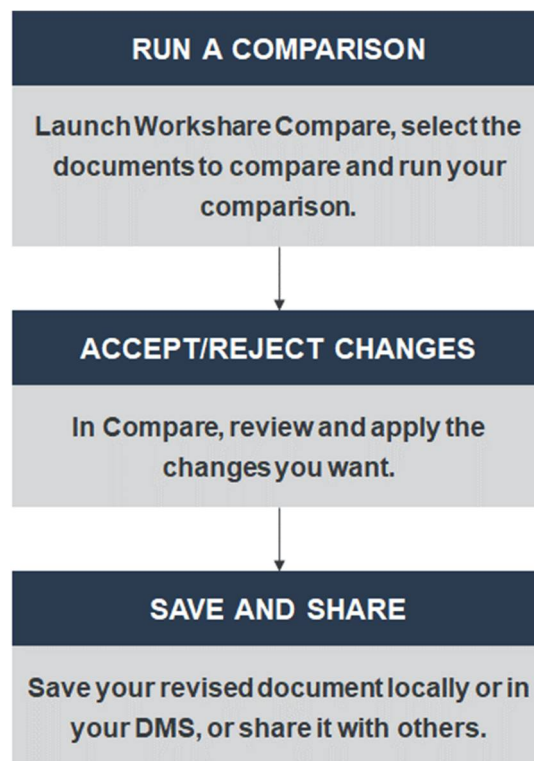 RUN A COMPARISON
Launch Workshare Compare, select the
documents to compare and run your
comparison.
ACCEPT/REJECT CHANGES
In Compare, review and apply the
changes you want.
SAVE AND SHARE
Save your revised document locally or in
your DMS, or share it with others.